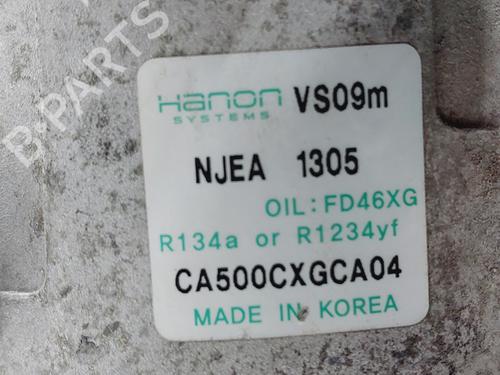 B-PARTS
Hanon SYSTEMS VS09m
NJEA 1305
OIL: FD46XG
R134a or R1234yf
CA500CXGCA04
MADE IN KOREA